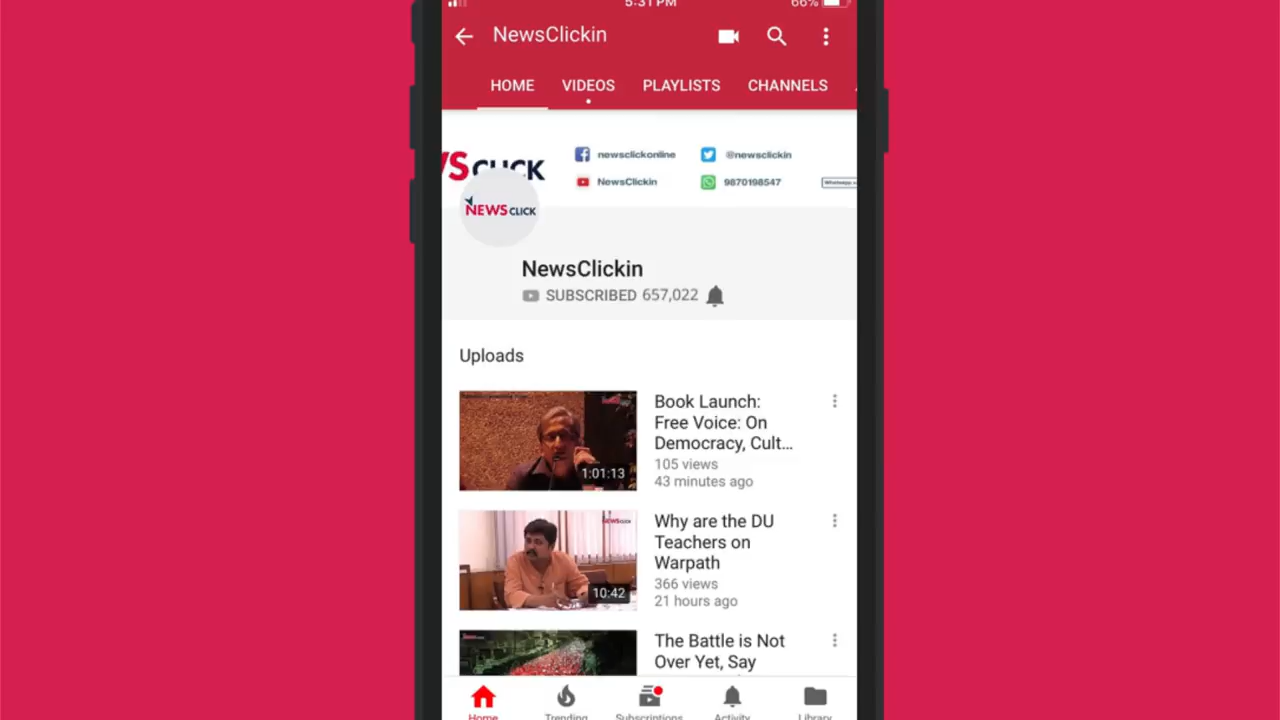 5:31 PM
66%
NewsClickin
HOME
VIDEOS
PLAYLISTS
CHANNELS
newsclickonline
@newsclickin
NewsClickin
9870198547
Whatsapp
NEWS CLICK
NewsClickin
SUBSCRIBED 657,022
Uploads
Book Launch:
Free Voice: On
Democracy, Cult...
105 views
43 minutes ago
1:01:13
Why are the DU
Teachers on
Warpath
366 views
21 hours ago
NEWSCLICK
10:42
The Battle is Not
Over Yet, Say
Home
Trending
Subscriptions
Activity
Library